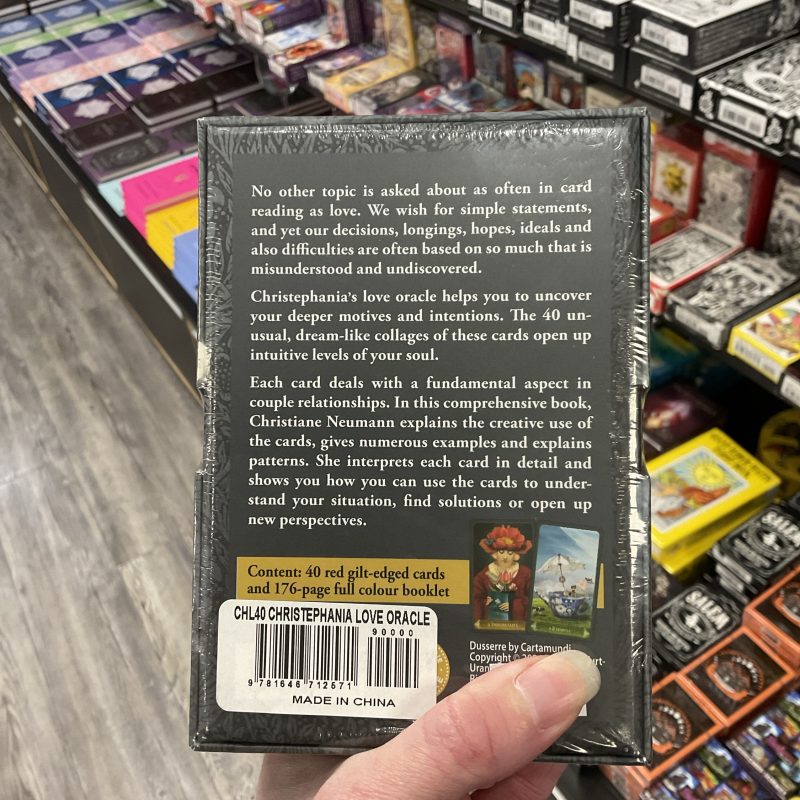 No other topic is asked about as often in card
reading as love. We wish for simple statements,
and yet our decisions, longings, hopes, ideals and
also difficulties are often based on so much that is
misunderstood and undiscovered.
Christephania's love oracle helps you to uncover
your deeper motives and intentions. The 40 un-
usual, dream-like collages of these cards open up
intuitive levels of your soul.
Each card deals with a fundamental aspect in
couple relationships. In this comprehensive book,
Christiane Neumann explains the creative use of
the cards, gives numerous examples and explains
patterns. She interprets each card in detail and
shows you how you can use the cards to under-
stand your situation, find solutions or open up
new perspectives.
Content: 40 red gilt-edged cards
and 176-page full colour booklet
CHL40 CHRISTEPHANIA LOVE ORACLE
90000
9 781646 712571
MADE IN CHINA
Dusserre by Cartamundi
Copyright ©
Uran
SALEM
SALEM